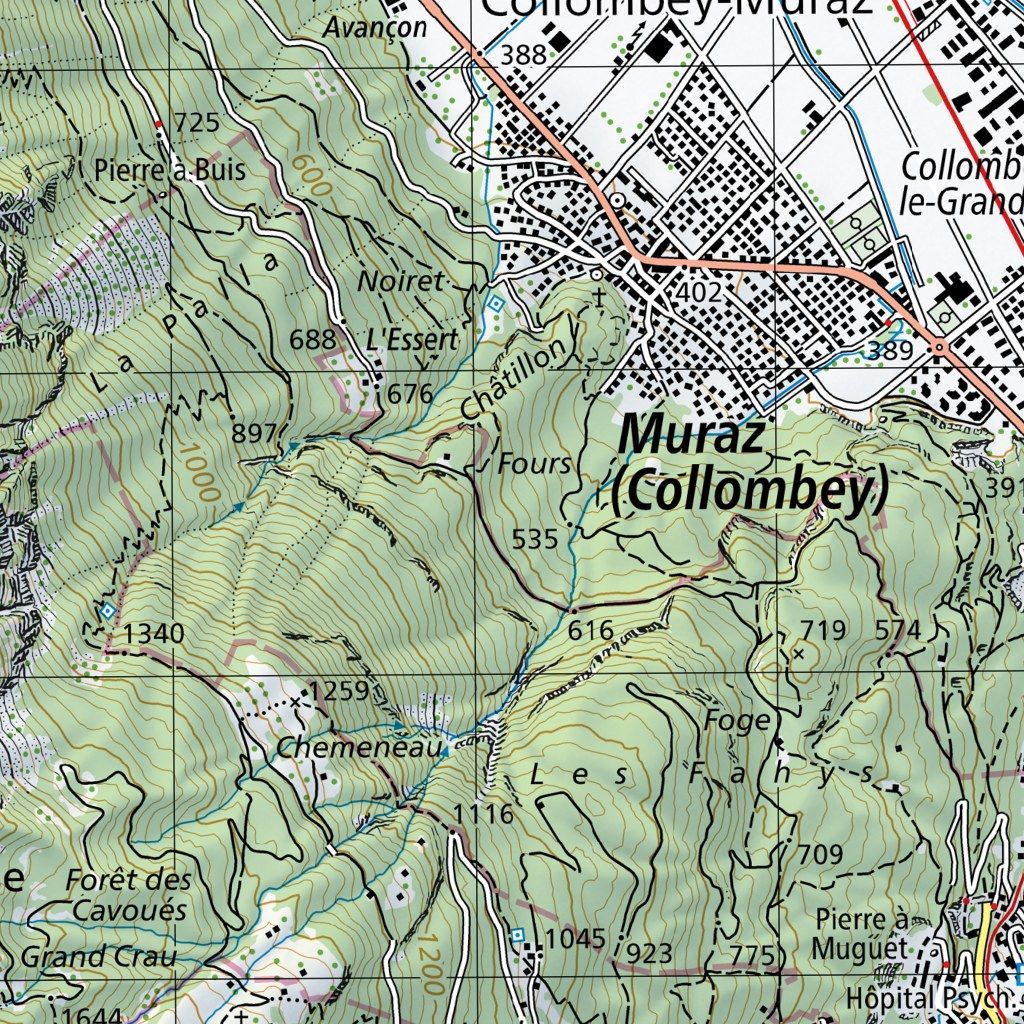 Collombey-Muraz
Avançon
388
725
Pierre à Buis
600
Collomb
le-Grand
La Pala
Noiret
402
688
L'Essert
389
676
Châtillon
897
1000
Fours
Muraz
(Collombey)
391
535
616
719
574
1340
1259
Chemeneau
Foge
Les Fahys
1116
709
Forêt des
Cavoués
Pierre à
Muguet
Grand Crau
1200
1045
923
775
Hôpital Psych.
1644